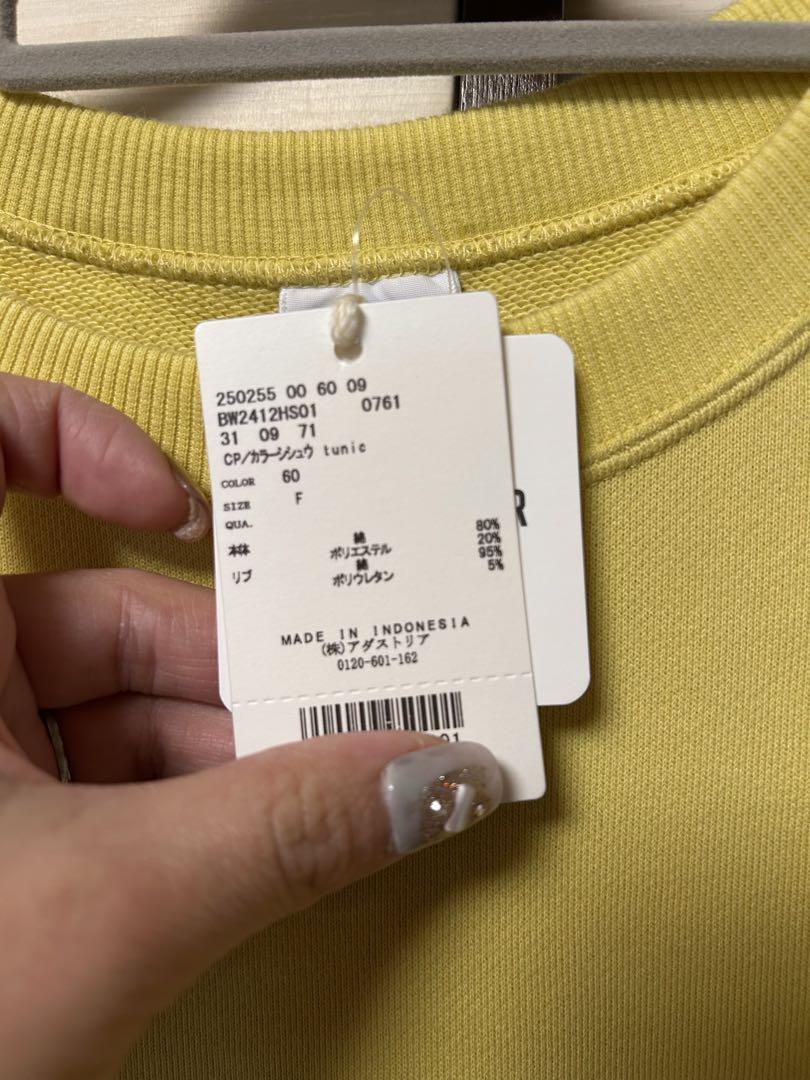 250255 00 60 09
BW2412HS01 0761
31 09 71
CP/カラーシシュウ tunic
COLOR 60
SIZE F
QUA.
本体 綿 80%
ポリエステル 20%
リブ 綿 95%
ポリウレタン 5%
MADE IN INDONESIA
(株)アダストリア
0120-601-162
01
R